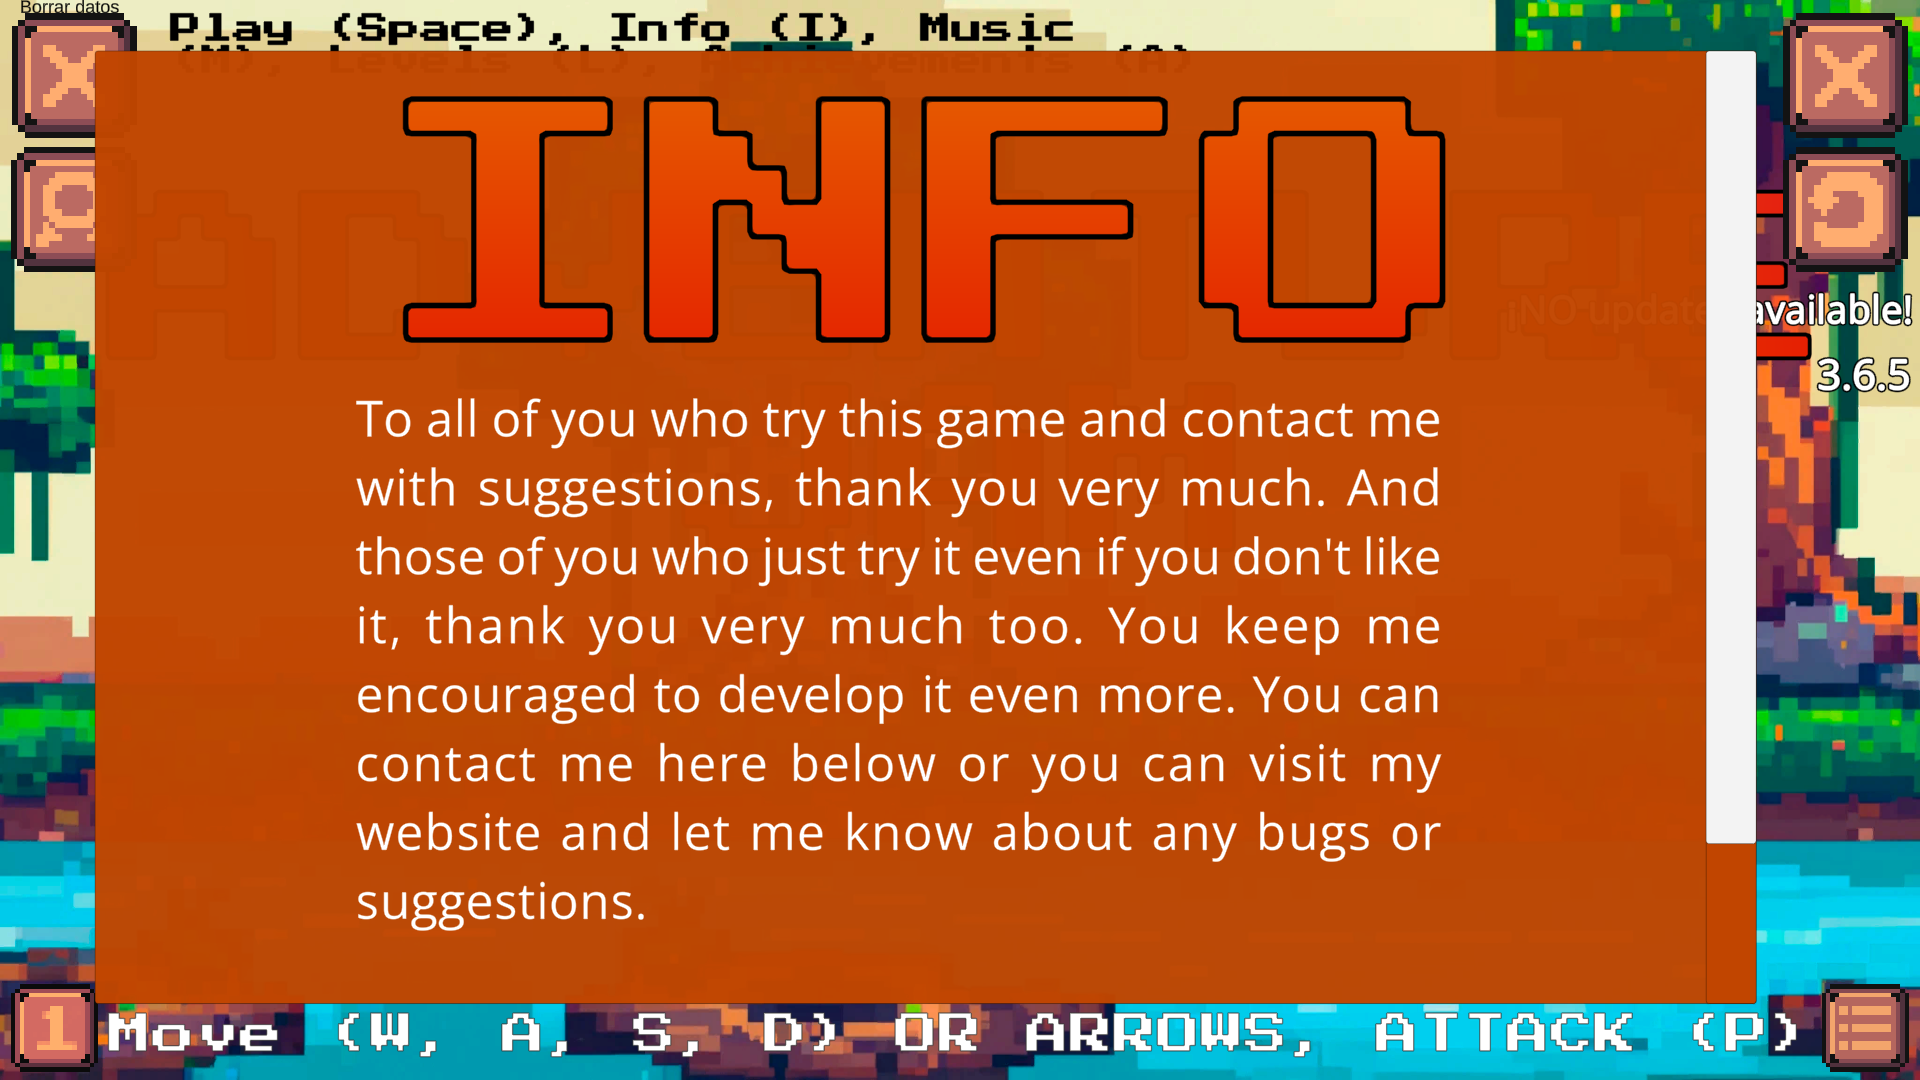 Borrar datos
Play (Space), Info (I), Music
(M), Levels (L), Achievements (A)
INFO
¡NO update available!
3.6.5
To all of you who try this game and contact me
with suggestions, thank you very much. And
those of you who just try it even if you don't like
it, thank you very much too. You keep me
encouraged to develop it even more. You can
contact me here below or you can visit my
website and let me know about any bugs or
suggestions.
1
Move (W, A, S, D) OR ARROWS, ATTACK (P)